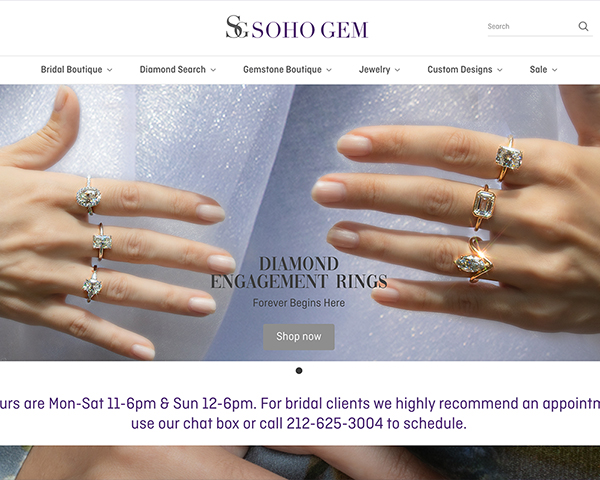 SG SOHO GEM
Search
Bridal Boutique Diamond Search Gemstone Boutique Jewelry Custom Designs Sale
DIAMOND
ENGAGEMENT RINGS
Forever Begins Here
Shop now
urs are Mon-Sat 11-6pm & Sun 12-6pm. For bridal clients we highly recommend an appointm
use our chat box or call 212-625-3004 to schedule.